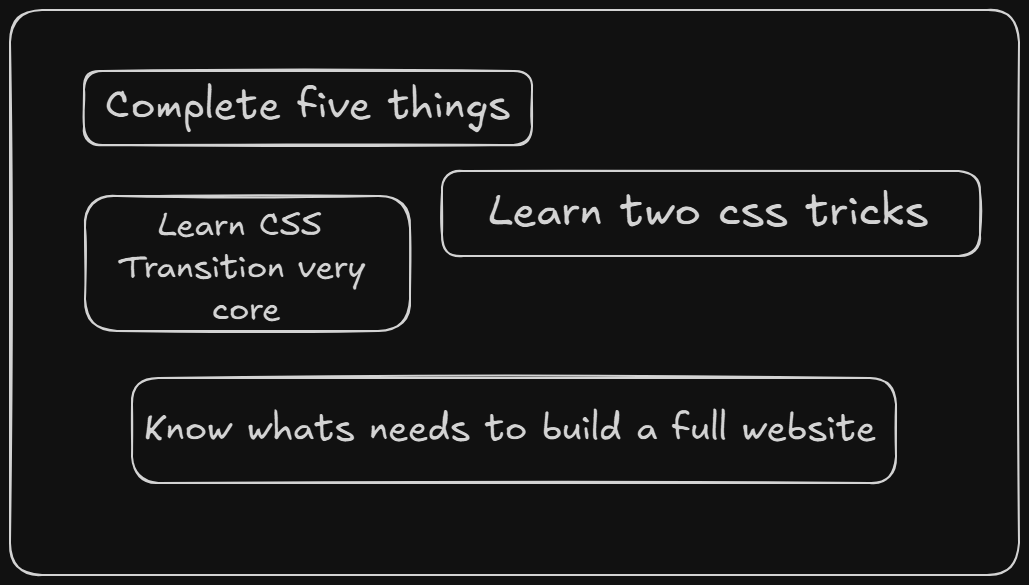 Complete five things
Learn two css tricks
Learn CSS
Transition very
core
Know whats needs to build a full website